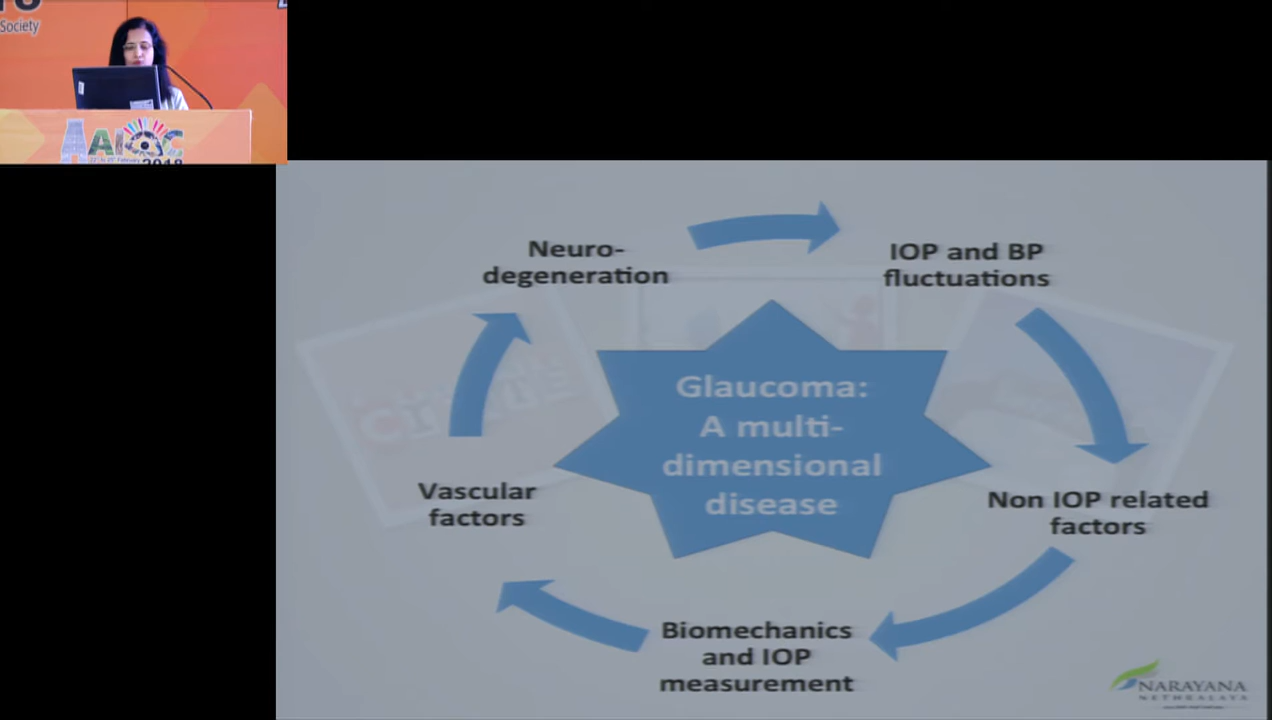 Society
AAIOC
2018
Neuro-
degeneration
IOP and BP
fluctuations
Glaucoma:
A multi-
dimensional
disease
Vascular
factors
Non IOP related
factors
Biomechanics
and IOP
measurement
NARAYANA
NETHRALAYA